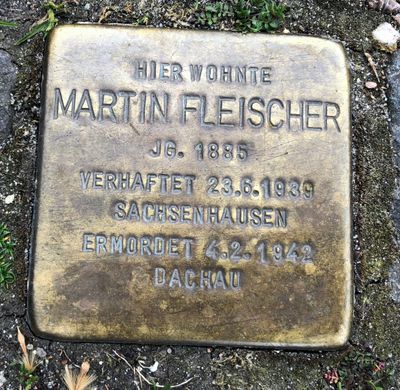 HIER WOHNTE
MARTIN FLEISCHER
JG. 1885
VERHAFTET 23.6.1939
SACHSENHAUSEN
ERMORDET 4.2.1942
DACHAU